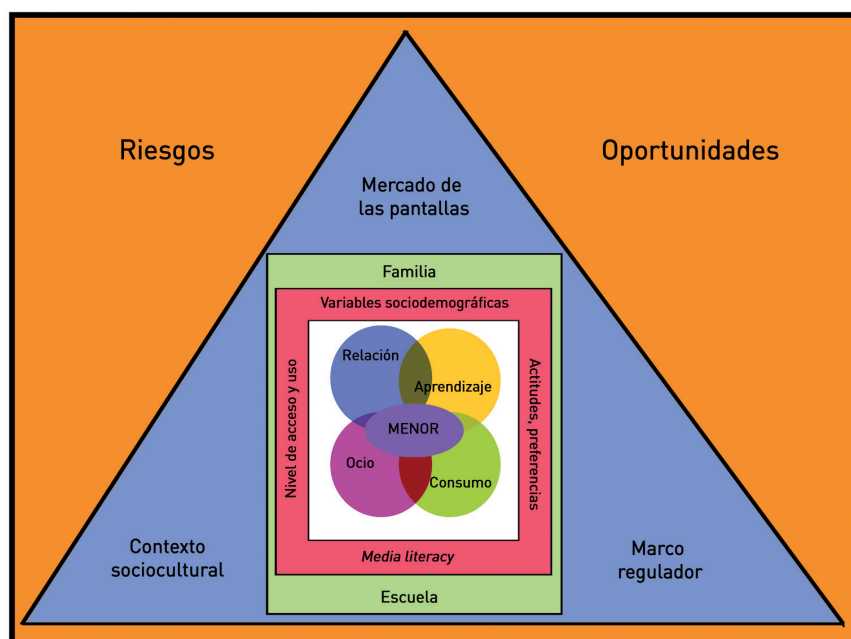 Riesgos
Oportunidades
Mercado de
las pantallas
Familia
Variables sociodemográficas
Nivel de acceso y uso
Relación
Aprendizaje
MENOR
Ocio
Consumo
Actitudes, preferencias
Media literacy
Escuela
Contexto
sociocultural
Marco
regulador